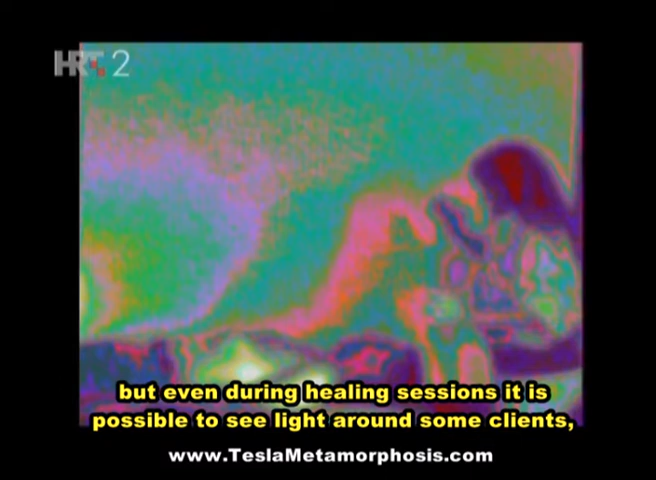 HRT 2
but even during healing sessions it is
possible to see light around some clients,
www.TeslaMetamorphosis.com